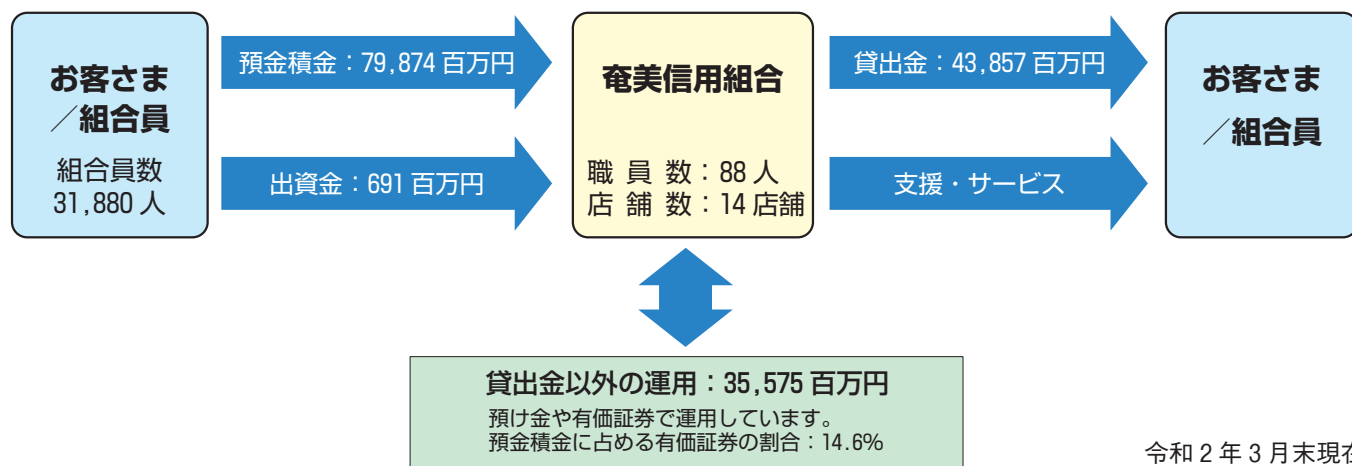 お客さま
／組合員
組合員数
31,880 人
預金積金：79,874 百万円
出資金：691 百万円
奄美信用組合
職員数：88 人
店舗数：14 店舗
貸出金：43,857 百万円
支援・サービス
お客さま
／組合員
貸出金以外の運用：35,575 百万円
預け金や有価証券で運用しています。
預金積金に占める有価証券の割合：14.6%
令和 2 年 3 月末現在